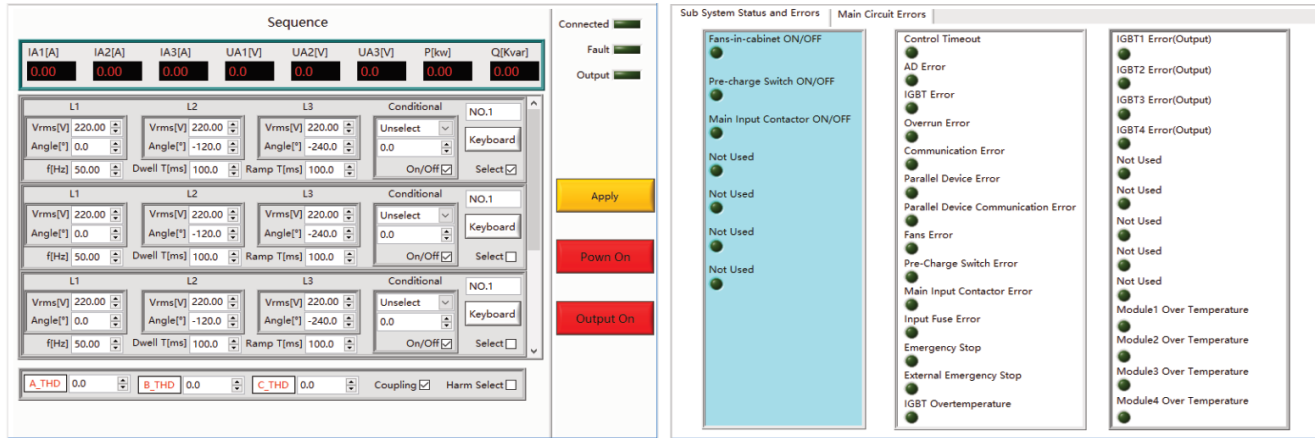 Sequence
IA1[A] IA2[A] IA3[A] UA1[V] UA2[V] UA3[V] P[kw] Q[Kvar]
0.00 0.00 0.00 0.00 0.00 0.00 0.00 0.00
L1 L2 L3 Conditional NO.1
Vrms[V] 220.00 Vrms[V] 220.00 Vrms[V] 220.00 Unselect
Angle[°] 0.0 Angle[°] -120.0 Angle[°] -240.0 0.0 Keyboard
f[Hz] 50.00 Dwell T[ms] 100.0 Ramp T[ms] 100.0 On/Off Select
L1 L2 L3 Conditional NO.1
Vrms[V] 220.00 Vrms[V] 220.00 Vrms[V] 220.00 Unselect
Angle[°] 0.0 Angle[°] -120.0 Angle[°] -240.0 0.0 Keyboard
f[Hz] 50.00 Dwell T[ms] 100.0 Ramp T[ms] 100.0 On/Off Select
L1 L2 L3 Conditional NO.1
Vrms[V] 220.00 Vrms[V] 220.00 Vrms[V] 220.00 Unselect
Angle[°] 0.0 Angle[°] -120.0 Angle[°] -240.0 0.0 Keyboard
f[Hz] 50.00 Dwell T[ms] 100.0 Ramp T[ms] 100.0 On/Off Select
A_THD 0.0 B_THD 0.0 C_THD 0.0 Coupling Harm Select
Connected
Fault
Output
Apply
Pown On
Output On
Sub System Status and Errors Main Circuit Errors
Fans-in-cabinet ON/OFF
Pre-charge Switch ON/OFF
Main Input Contactor ON/OFF
Not Used
Not Used
Not Used
Not Used
Control Timeout
AD Error
IGBT Error
Overrun Error
Communication Error
Parallel Device Error
Parallel Device Communication Error
Fans Error
Pre-Charge Switch Error
Main Input Contactor Error
Input Fuse Error
Emergency Stop
External Emergency Stop
IGBT Overtemperature
IGBT1 Error(Output)
IGBT2 Error(Output)
IGBT3 Error(Output)
IGBT4 Error(Output)
Not Used
Not Used
Not Used
Not Used
Not Used
Module1 Over Temperature
Module2 Over Temperature
Module3 Over Temperature
Module4 Over Temperature